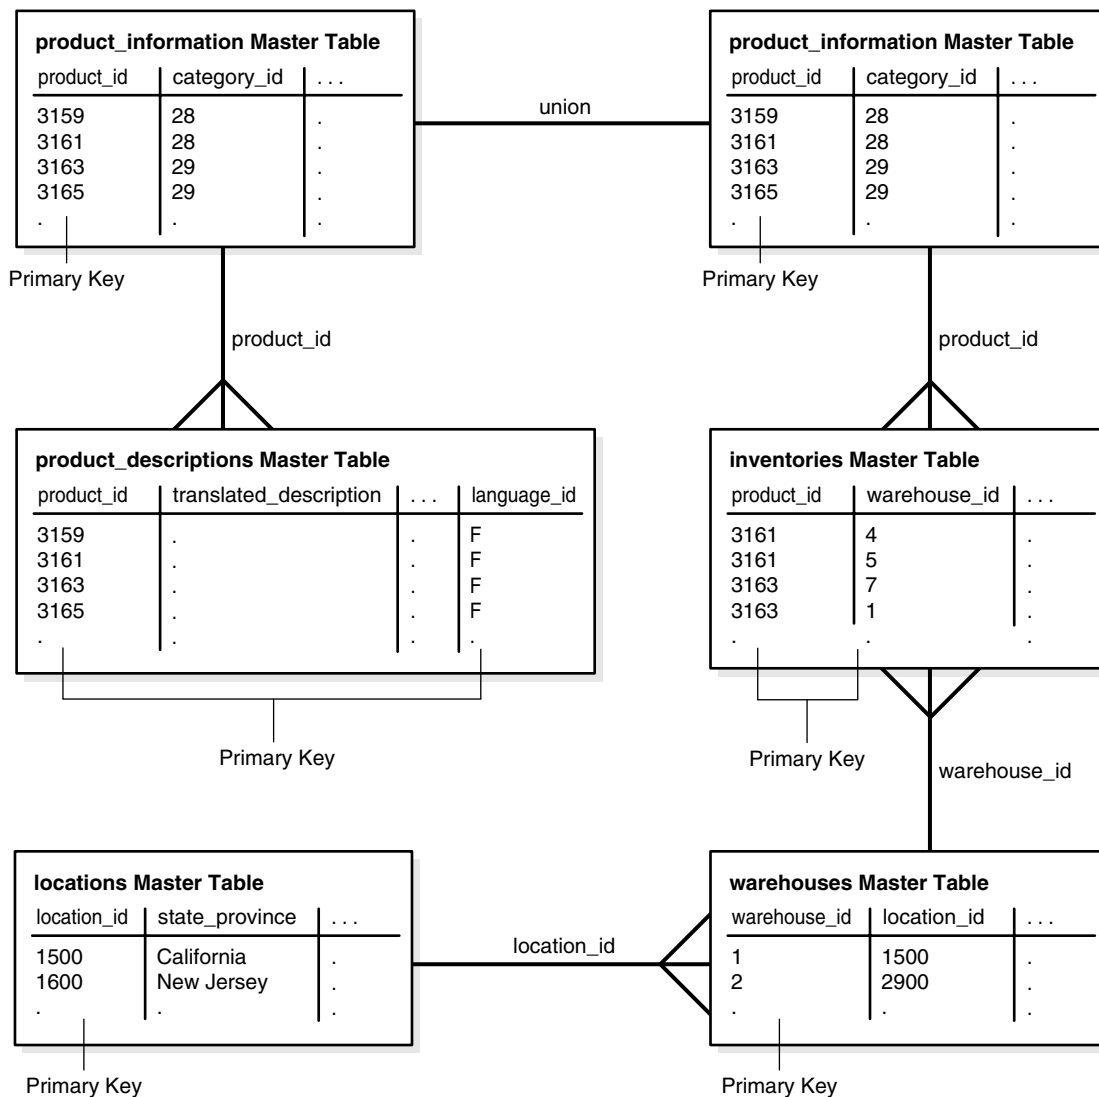 product_information Master Table
product_id category_id ...
3159 28 .
3161 28 .
3163 29 .
3165 29 .
. . .
Primary Key
union
product_information Master Table
product_id category_id ...
3159 28 .
3161 28 .
3163 29 .
3165 29 .
. . .
Primary Key
product_id
product_id
product_descriptions Master Table
product_id translated_description ... language_id
3159 . . F
3161 . . F
3163 . . F
3165 . . F
. . . .
Primary Key
inventories Master Table
product_id warehouse_id ...
3161 4 .
3161 5 .
3163 7 .
3163 1 .
. . .
Primary Key
warehouse_id
locations Master Table
location_id state_province ...
1500 California .
1600 New Jersey .
. . .
Primary Key
location_id
warehouses Master Table
warehouse_id location_id ...
1 1500 .
2 2900 .
. . .
Primary Key